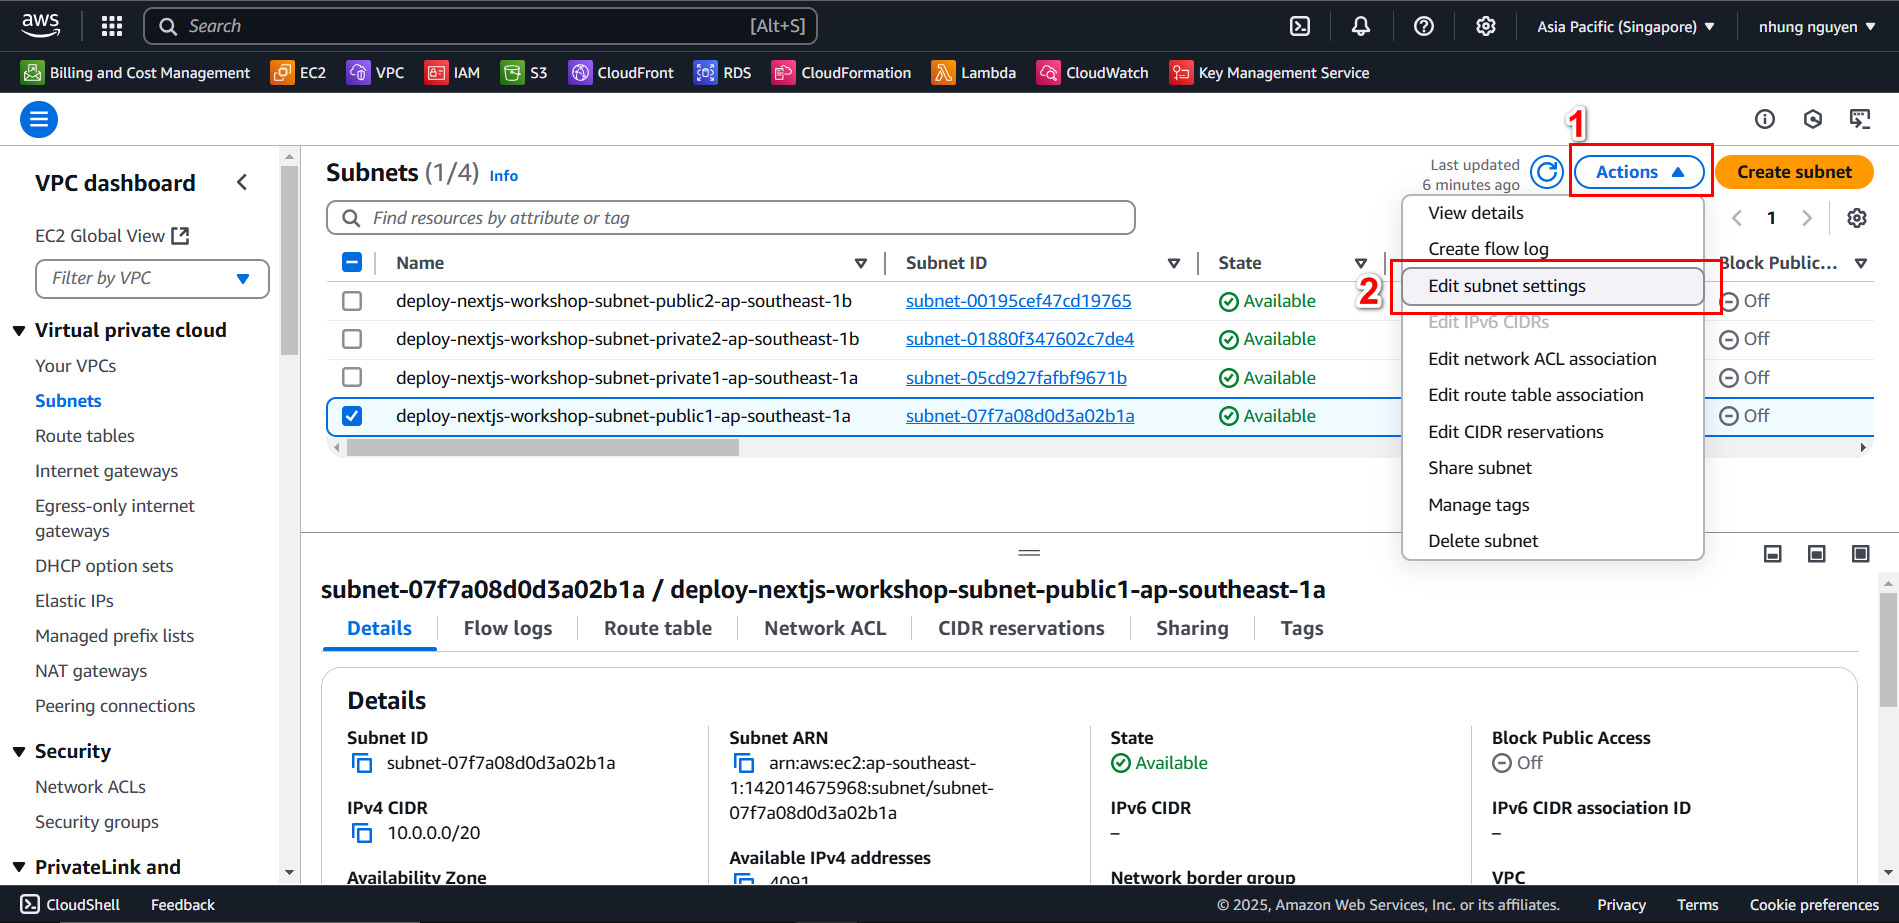 aws
Search
[Alt+S]
Asia Pacific (Singapore)
nhung nguyen
Billing and Cost Management
EC2
VPC
IAM
S3
CloudFront
RDS
CloudFormation
Lambda
CloudWatch
Key Management Service
VPC dashboard
EC2 Global View
Filter by VPC
Virtual private cloud
Your VPCs
Subnets
Route tables
Internet gateways
Egress-only internet
gateways
DHCP option sets
Elastic IPs
Managed prefix lists
NAT gateways
Peering connections
Security
Network ACLs
Security groups
PrivateLink and
Subnets (1/4) Info
Last updated
6 minutes ago
1
Actions
Create subnet
Find resources by attribute or tag
1
Name
Subnet ID
State
Block Public...
deploy-nextjs-workshop-subnet-public2-ap-southeast-1b subnet-00195cef47cd19765 Available Off
deploy-nextjs-workshop-subnet-private2-ap-southeast-1b subnet-01880f347602c7de4 Available Off
deploy-nextjs-workshop-subnet-private1-ap-southeast-1a subnet-05cd927fafbf9671b Available Off
deploy-nextjs-workshop-subnet-public1-ap-southeast-1a subnet-07f7a08d0d3a02b1a Available Off
View details
Create flow log
2
Edit subnet settings
Edit IPv6 CIDRs
Edit network ACL association
Edit route table association
Edit CIDR reservations
Share subnet
Manage tags
Delete subnet
subnet-07f7a08d0d3a02b1a / deploy-nextjs-workshop-subnet-public1-ap-southeast-1a
Details
Flow logs
Route table
Network ACL
CIDR reservations
Sharing
Tags
Details
Subnet ID
subnet-07f7a08d0d3a02b1a
IPv4 CIDR
10.0.0.0/20
Availability Zone
Subnet ARN
arn:aws:ec2:ap-southeast-
1:142014675968:subnet/subnet-
07f7a08d0d3a02b1a
Available IPv4 addresses
4091
State
Available
IPv6 CIDR
–
Network border group
Block Public Access
Off
IPv6 CIDR association ID
–
VPC
CloudShell
Feedback
© 2025, Amazon Web Services, Inc. or its affiliates.
Privacy
Terms
Cookie preferences